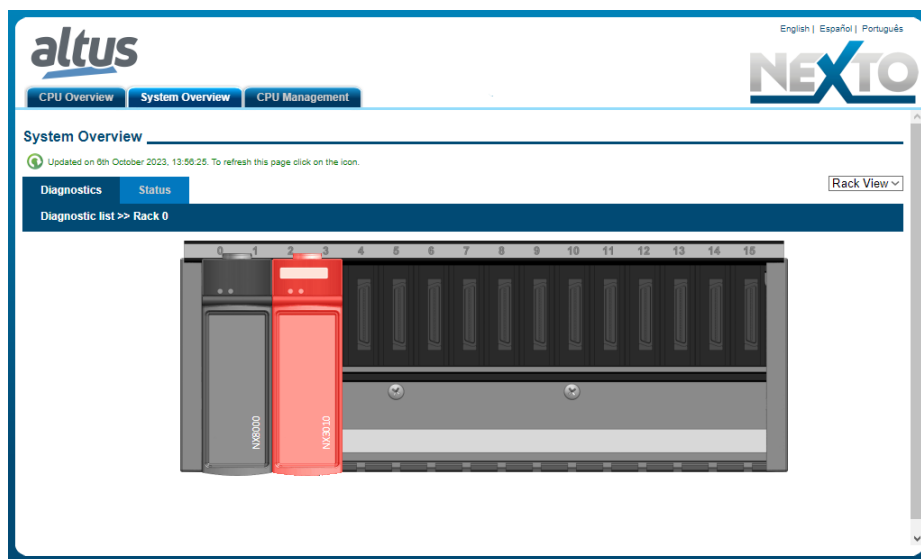 English | Español | Português
altus
NEXTO
CPU Overview System Overview CPU Management
System Overview
Updated on 6th October 2023, 13:56:25. To refresh this page click on the icon.
Diagnostics Status
Rack View
Diagnostic list >> Rack 0
0 1 2 3 4 5 6 7 8 9 10 11 12 13 14 15
NX8000
NX3010